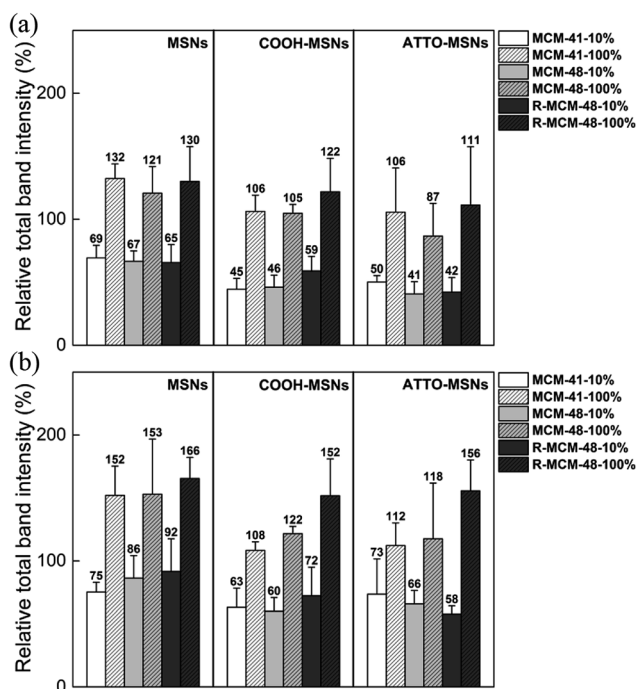 (a)
MSNs COOH-MSNs ATTO-MSNs
Relative total band intensity (%)
200
100
0
69 132 67 121 65 130
45 106 46 105 59 122
50 106 41 87 42 111
MCM-41-10%
MCM-41-100%
MCM-48-10%
MCM-48-100%
R-MCM-48-10%
R-MCM-48-100%
(b)
MSNs COOH-MSNs ATTO-MSNs
Relative total band intensity (%)
200
100
0
75 152 86 153 92 166
63 108 60 122 72 152
73 112 66 118 58 156
MCM-41-10%
MCM-41-100%
MCM-48-10%
MCM-48-100%
R-MCM-48-10%
R-MCM-48-100%